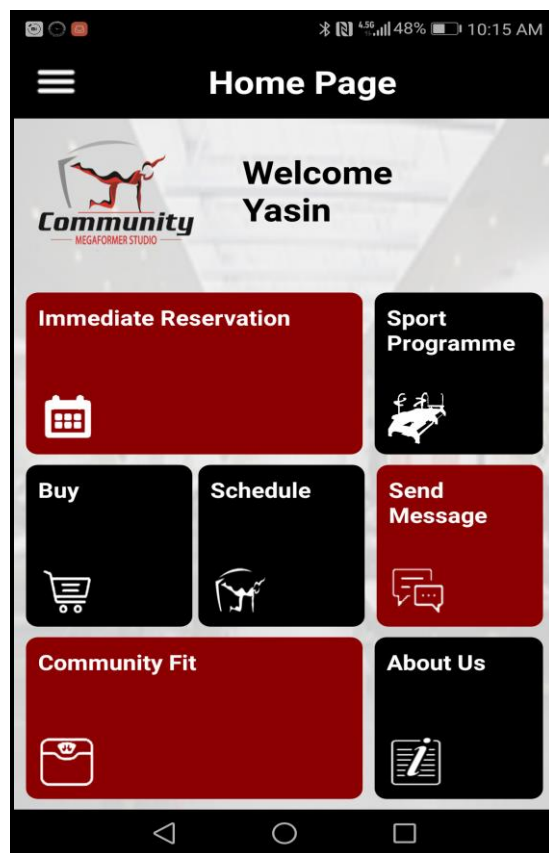 4.5G 48% 10:15 AM
Home Page
Community
MEGAFORMER STUDIO
Welcome
Yasin
Immediate Reservation
Sport
Programme
Buy
Schedule
Send
Message
Community Fit
About Us